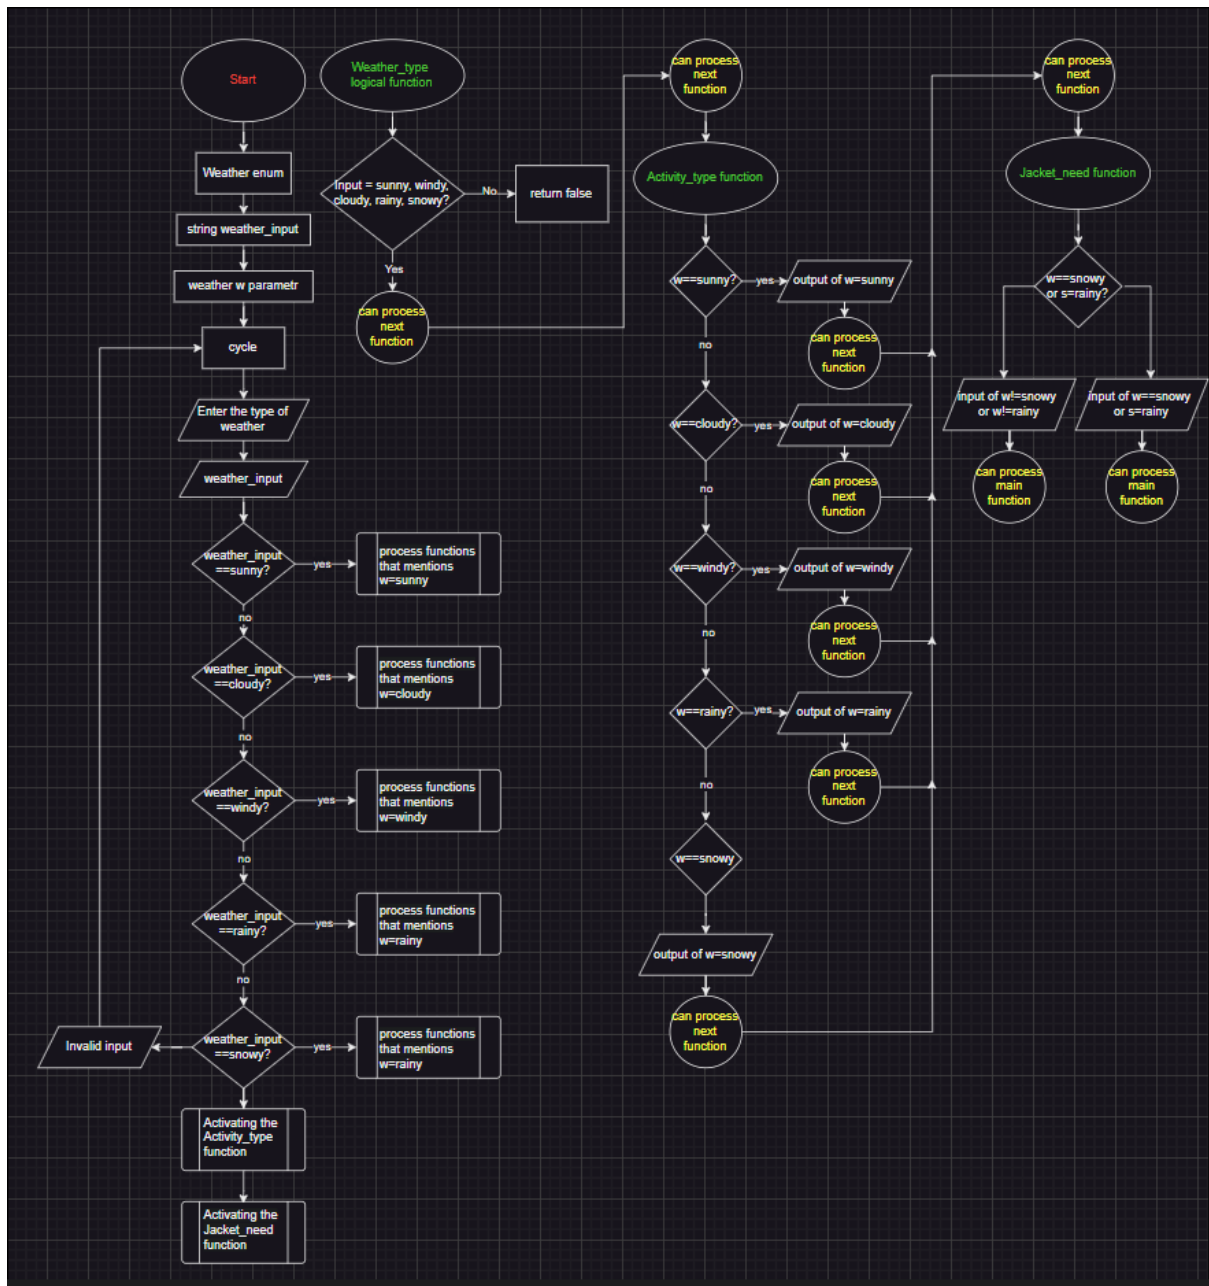 Start
Weather enum
string weather_input
weather w parametr
cycle
Enter the type of
weather
weather_input
weather_input
==sunny?
yes
process functions
that mentions
w=sunny
no
weather_input
==cloudy?
yes
process functions
that mentions
w=cloudy
no
weather_input
==windy?
yes
process functions
that mentions
w=windy
no
weather_input
==rainy?
yes
process functions
that mentions
w=rainy
no
weather_input
==snowy?
yes
process functions
that mentions
w=rainy
Invalid input
Activating the
Activity_type
function
Activating the
Jacket_need
function
Weather_type
logical function
Input = sunny, windy,
cloudy, rainy, snowy?
No
return false
Yes
can process
next
function
can process
next
function
Activity_type function
w==sunny?
yes
output of w=sunny
can process
next
function
no
w==cloudy?
yes
output of w=cloudy
can process
next
function
no
w==windy?
yes
output of w=windy
can process
next
function
no
w==rainy?
yes
output of w=rainy
can process
next
function
no
w==snowy
output of w=snowy
can process
next
function
can process
next
function
Jacket_need function
w==snowy
or s=rainy?
input of w!=snowy
or w!=rainy
can process
main
function
input of w==snowy
or s=rainy
can process
main
function